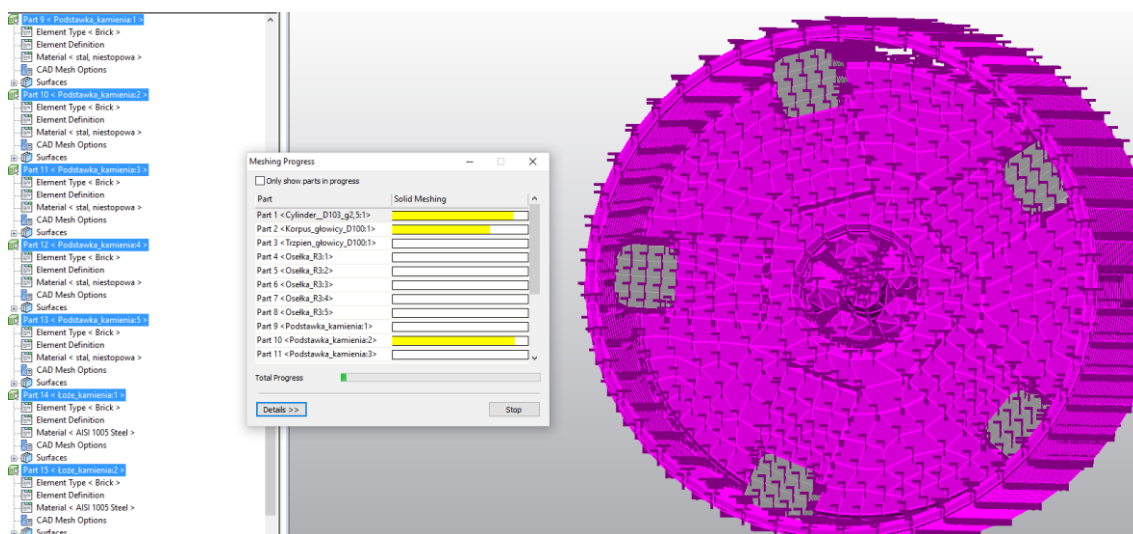 Part 9 < Podstawka_kamienia:1 >
Element Type < Brick >
Element Definition
Material < stal, niestopowa >
CAD Mesh Options
Surfaces
Part 10 < Podstawka_kamienia:2 >
Element Type < Brick >
Element Definition
Material < stal, niestopowa >
CAD Mesh Options
Surfaces
Part 11 < Podstawka_kamienia:3 >
Element Type < Brick >
Element Definition
Material < stal, niestopowa >
CAD Mesh Options
Surfaces
Part 12 < Podstawka_kamienia:4 >
Element Type < Brick >
Element Definition
Material < stal, niestopowa >
CAD Mesh Options
Surfaces
Part 13 < Podstawka_kamienia:5 >
Element Type < Brick >
Element Definition
Material < stal, niestopowa >
CAD Mesh Options
Surfaces
Part 14 < Łoże_kamienia:1 >
Element Type < Brick >
Element Definition
Material < AISI 1005 Steel >
CAD Mesh Options
Surfaces
Part 15 < Łoże_kamienia:2 >
Element Type < Brick >
Element Definition
Material < AISI 1005 Steel >
CAD Mesh Options
Surfaces
Meshing Progress
Only show parts in progress
Part Solid Meshing
Part 1 <Cylinder__D103_g2,5:1>
Part 2 <Korpus_głowicy_D100:1>
Part 3 <Trzpien_głowicy_D100:1>
Part 4 <Osełka_R3:1>
Part 5 <Osełka_R3:2>
Part 6 <Osełka_R3:3>
Part 7 <Osełka_R3:4>
Part 8 <Osełka_R3:5>
Part 9 <Podstawka_kamienia:1>
Part 10 <Podstawka_kamienia:2>
Part 11 <Podstawka_kamienia:3>
Total Progress
Details >> Stop